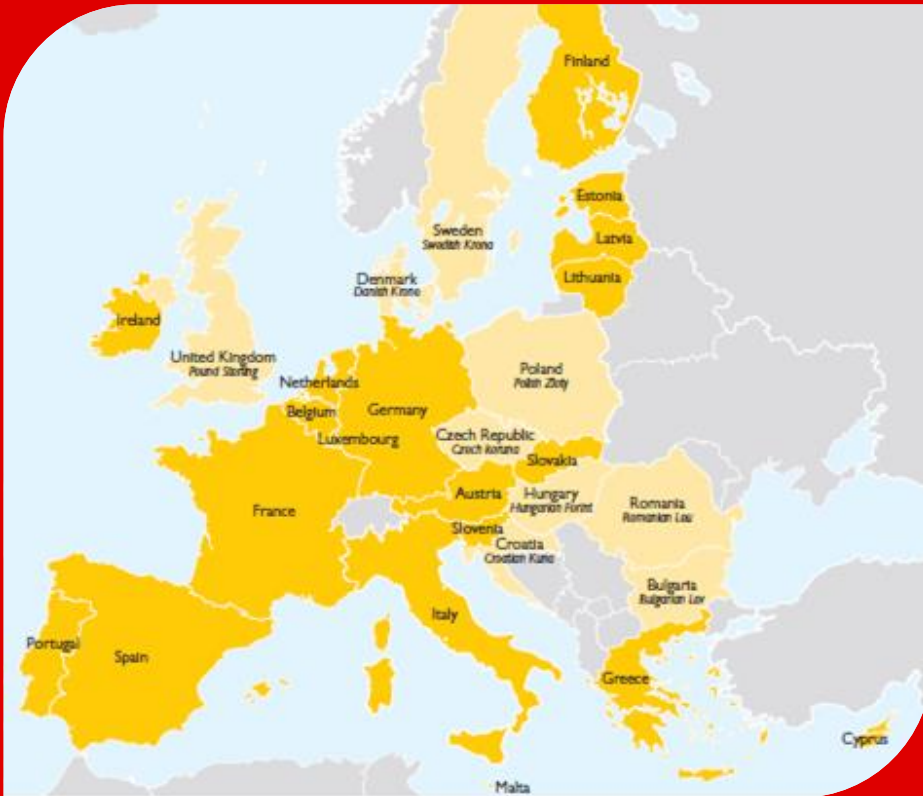 Finland
Estonia
Sweden
Swedish Krona
Latvia
Denmark
Danish Krone
Lithuania
Ireland
United Kingdom
Pound Sterling
Poland
Polish Zloty
Netherlands
Belgium
Germany
Luxembourg
Czech Republic
Czech koruna
Slovakia
Austria
Hungary
Hungarian Forint
Romania
Romanian Leu
France
Slovenia
Croatia
Croatian Kuna
Bulgaria
Bulgarian Lev
Italy
Portugal
Spain
Greece
Cyprus
Malta